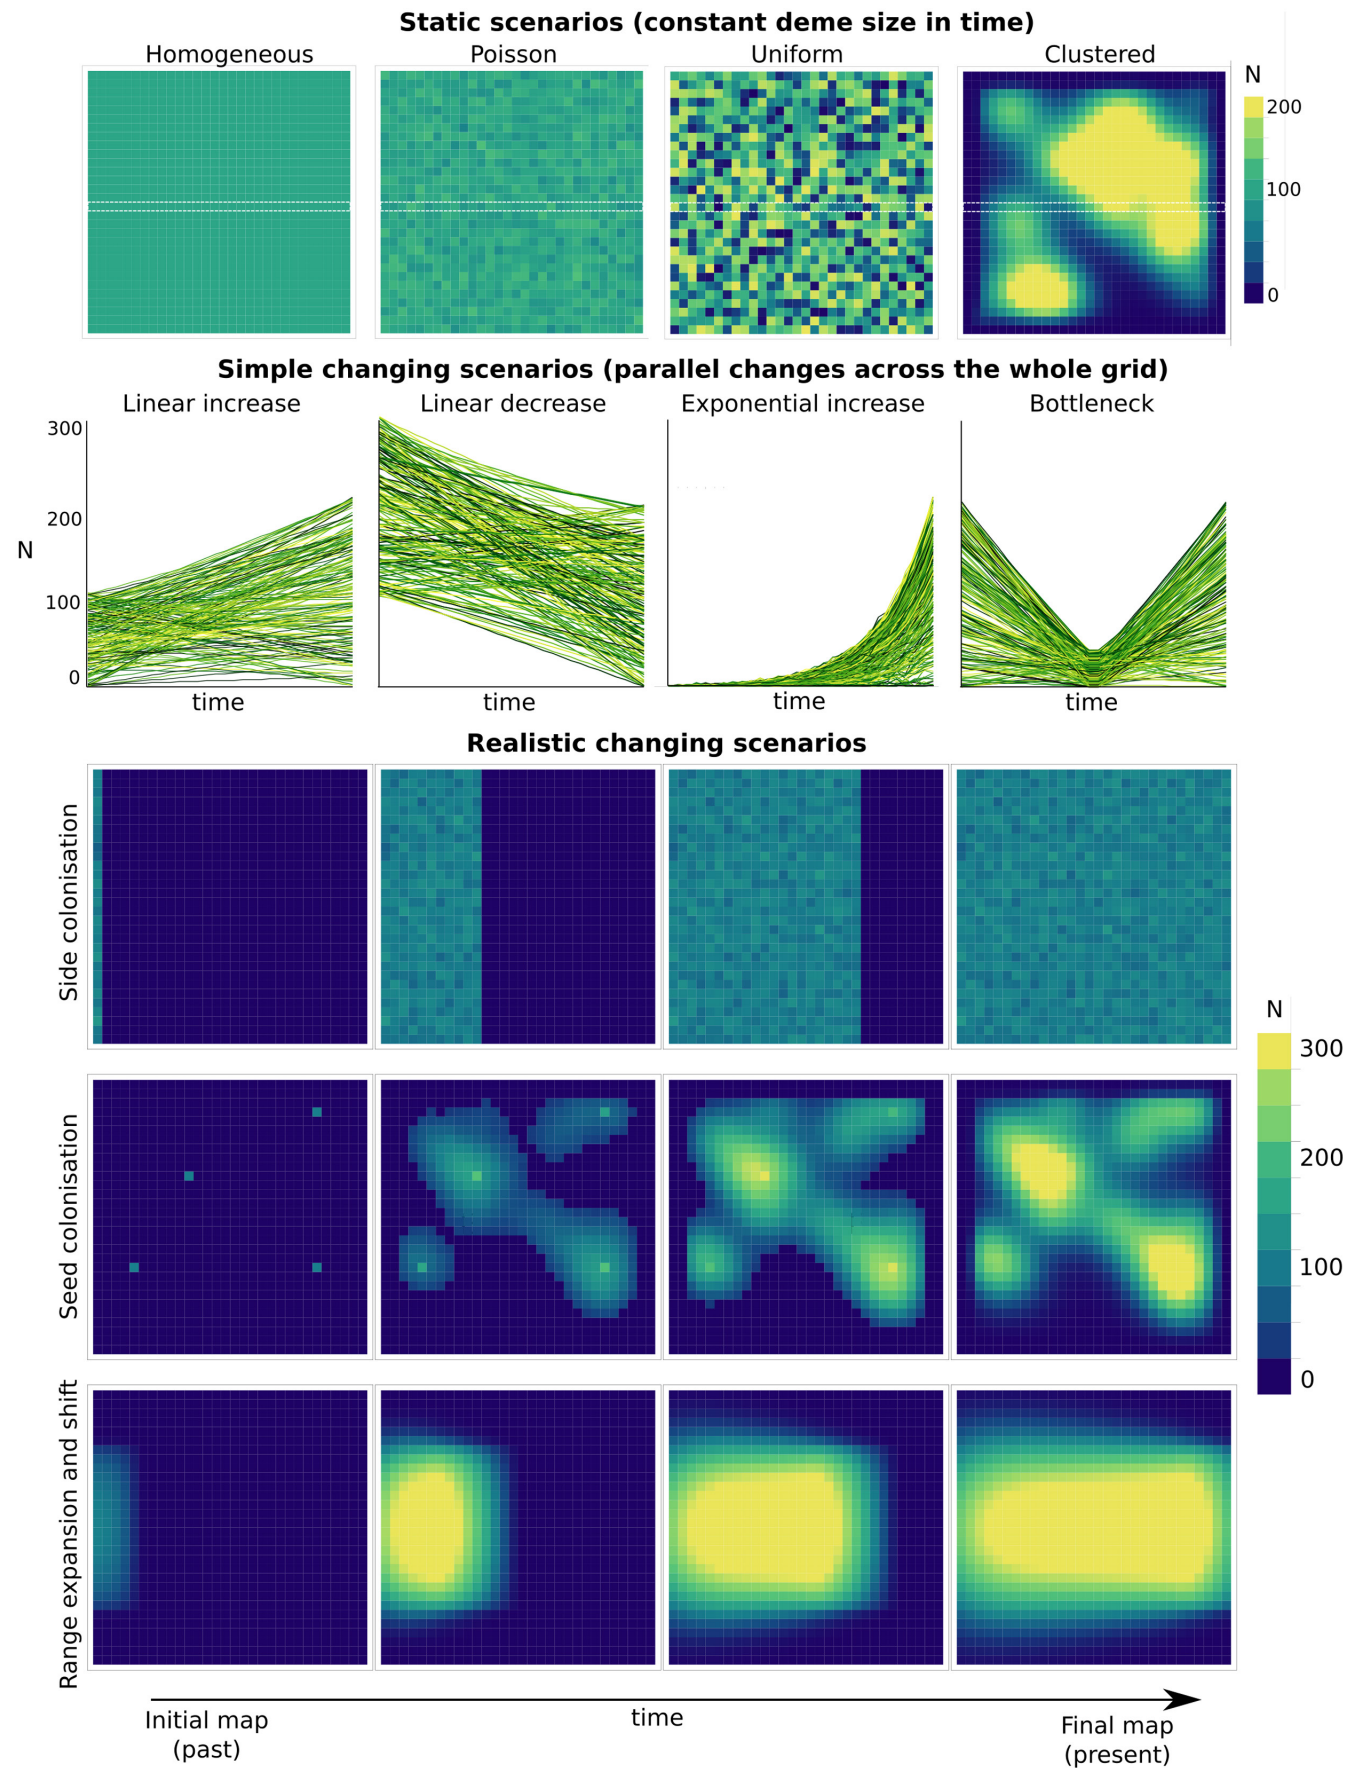 Static scenarios (constant deme size in time)
Homogeneous Poisson Uniform Clustered
N
200
100
0
Simple changing scenarios (parallel changes across the whole grid)
Linear increase Linear decrease Exponential increase Bottleneck
300
200
N
100
0
time time time time
Realistic changing scenarios
Side colonisation
Seed colonisation
Range expansion and shift
N
300
200
100
0
Initial map
(past)
time
Final map
(present)